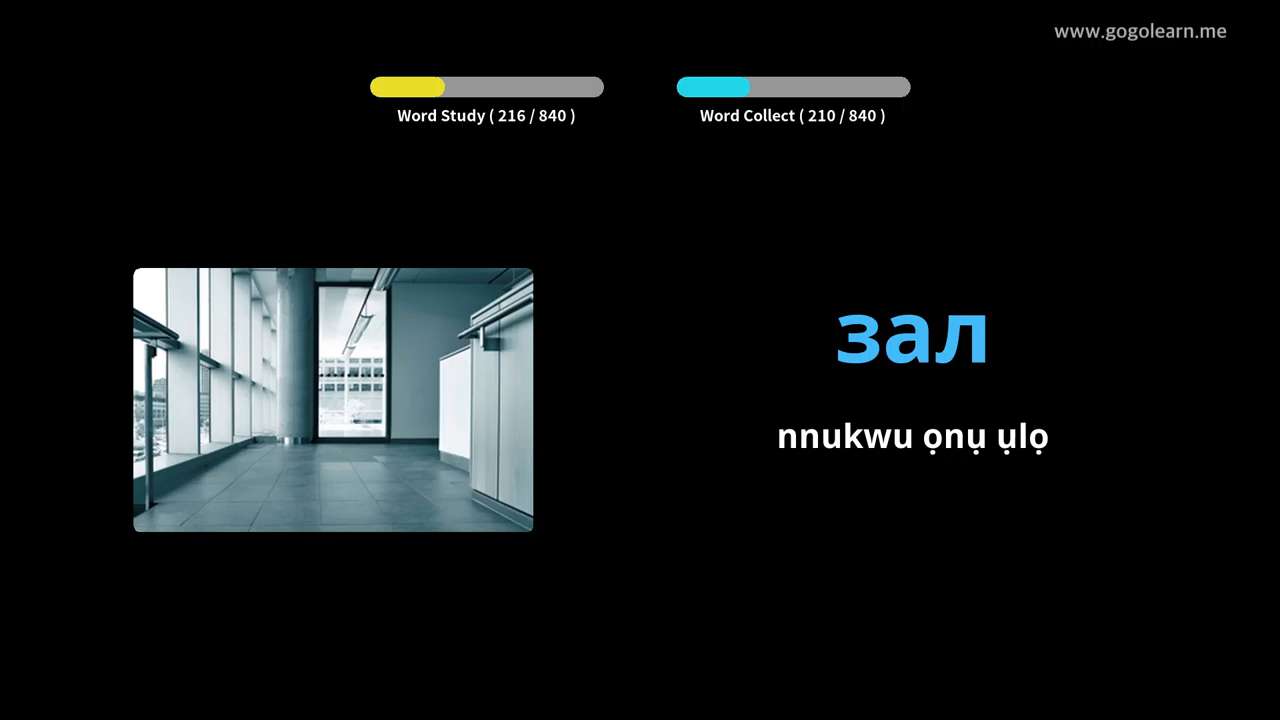 www.gogolearn.me
Word Study ( 216 / 840 )
Word Collect ( 210 / 840 )
зал
nnukwu ọnụ ụlọ